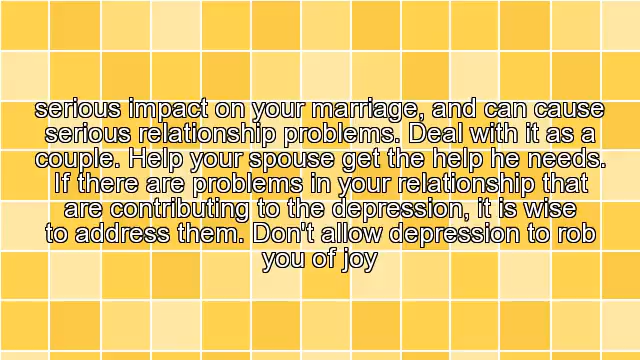 serious impact on your marriage, and can cause
serious relationship problems. Deal with it as a
couple. Help your spouse get the help he needs.
If there are problems in your relationship that
are contributing to the depression, it is wise
to address them. Don't allow depression to rob
you of joy